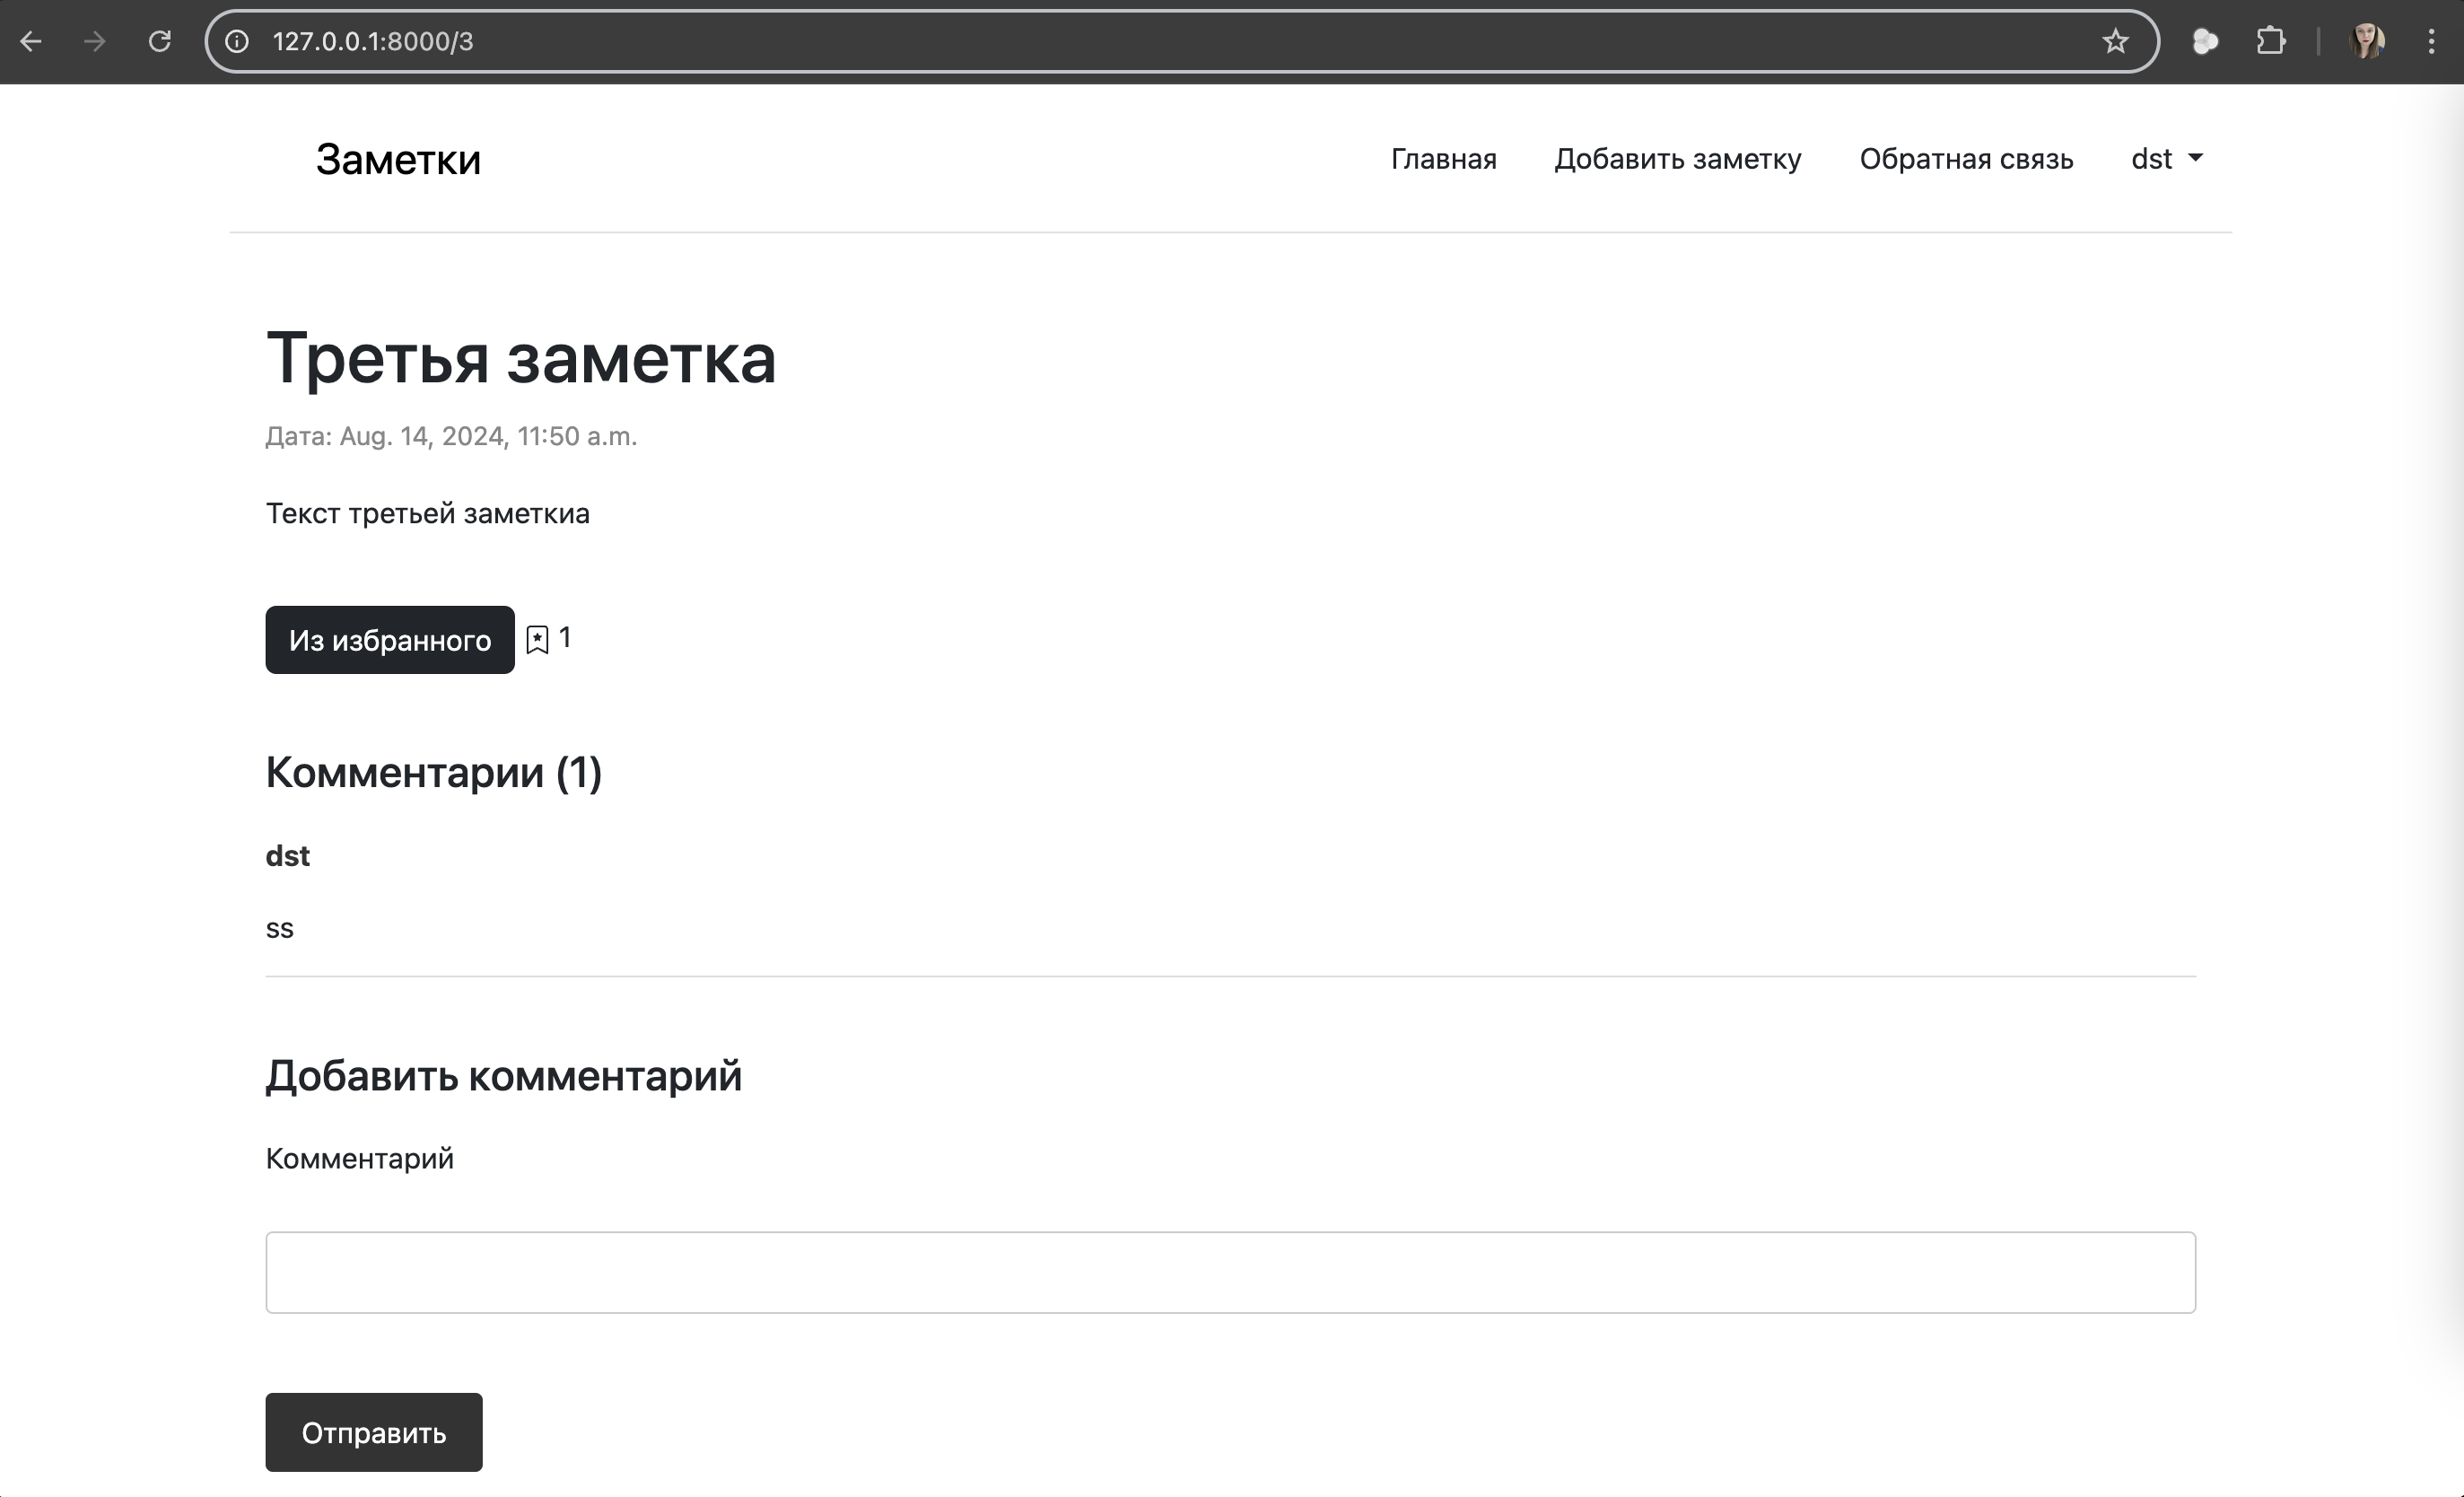 127.0.0.1:8000/3
Заметки
Главная Добавить заметку Обратная связь dst
Третья заметка
Дата: Aug. 14, 2024, 11:50 a.m.
Текст третьей заметкиа
Из избранного 1
Комментарии (1)
dst
ss
Добавить комментарий
Комментарий
Отправить